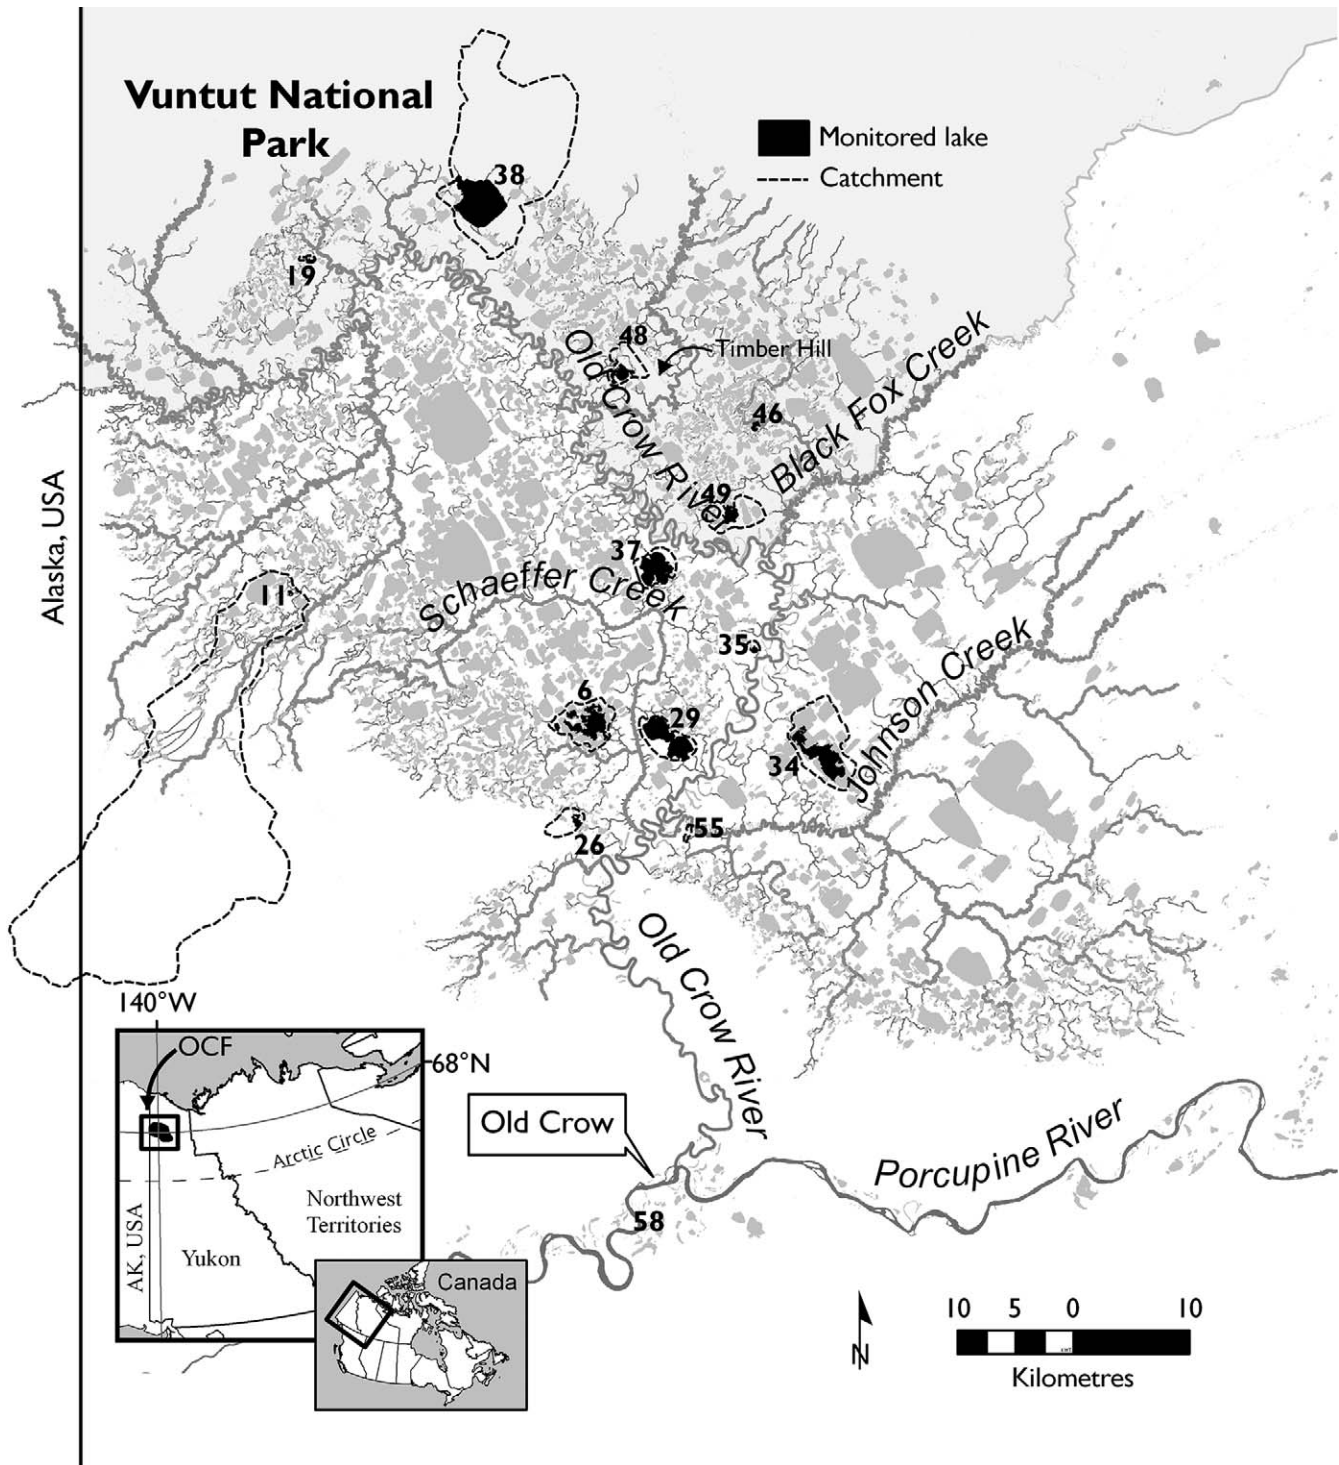 Vuntut National
Park
Monitored lake
Catchment
38
19
48
Timber Hill
Old Crow River
46
Black Fox Creek
49
37
Schaeffer Creek
Alaska, USA
11
35
Johnson Creek
6
29
34
55
26
Old Crow River
140°W
OCF
68°N
Arctic Circle
Northwest
Territories
AK, USA
Yukon
Canada
Old Crow
58
Porcupine River
N
10 5 0 10
Kilometres